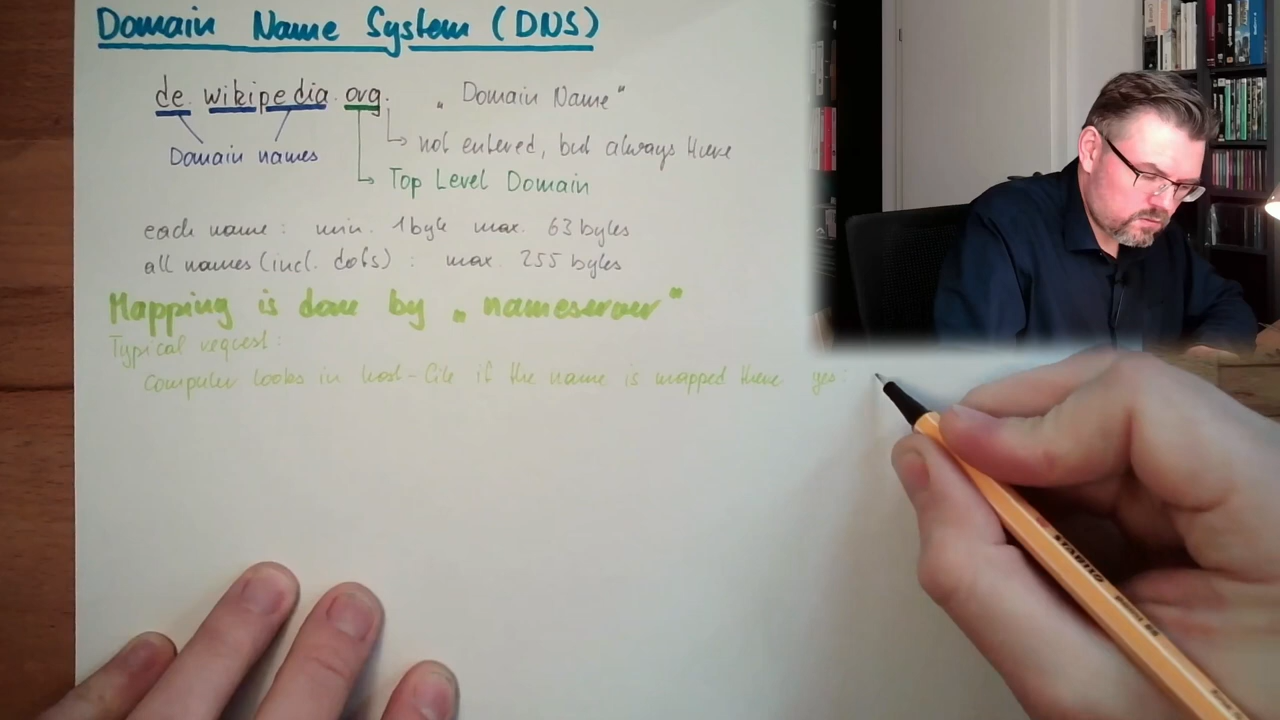 Domain Name System (DNS)
de.wikipedia.org. „Domain Name"
not entered, but always there
Domain names
Top Level Domain
each name: min. 1 byte max. 63 bytes
all names (incl. dots): max. 255 bytes
Mapping is done by „nameserver"
Typical request:
Computer looks in host-file if the name is mapped there yes:
STABILO